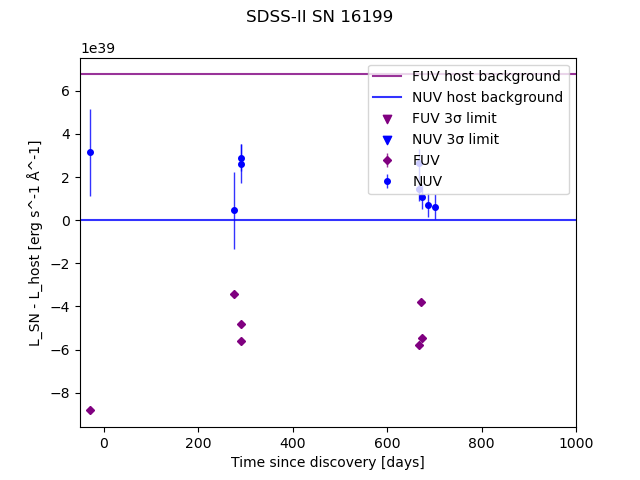 SDSS-II SN 16199
1e39
FUV host background
NUV host background
FUV 3σ limit
NUV 3σ limit
FUV
NUV
6
4
2
0
−2
−4
−6
−8
L_SN - L_host [erg s^-1 Å^-1]
0 200 400 600 800 1000
Time since discovery [days]